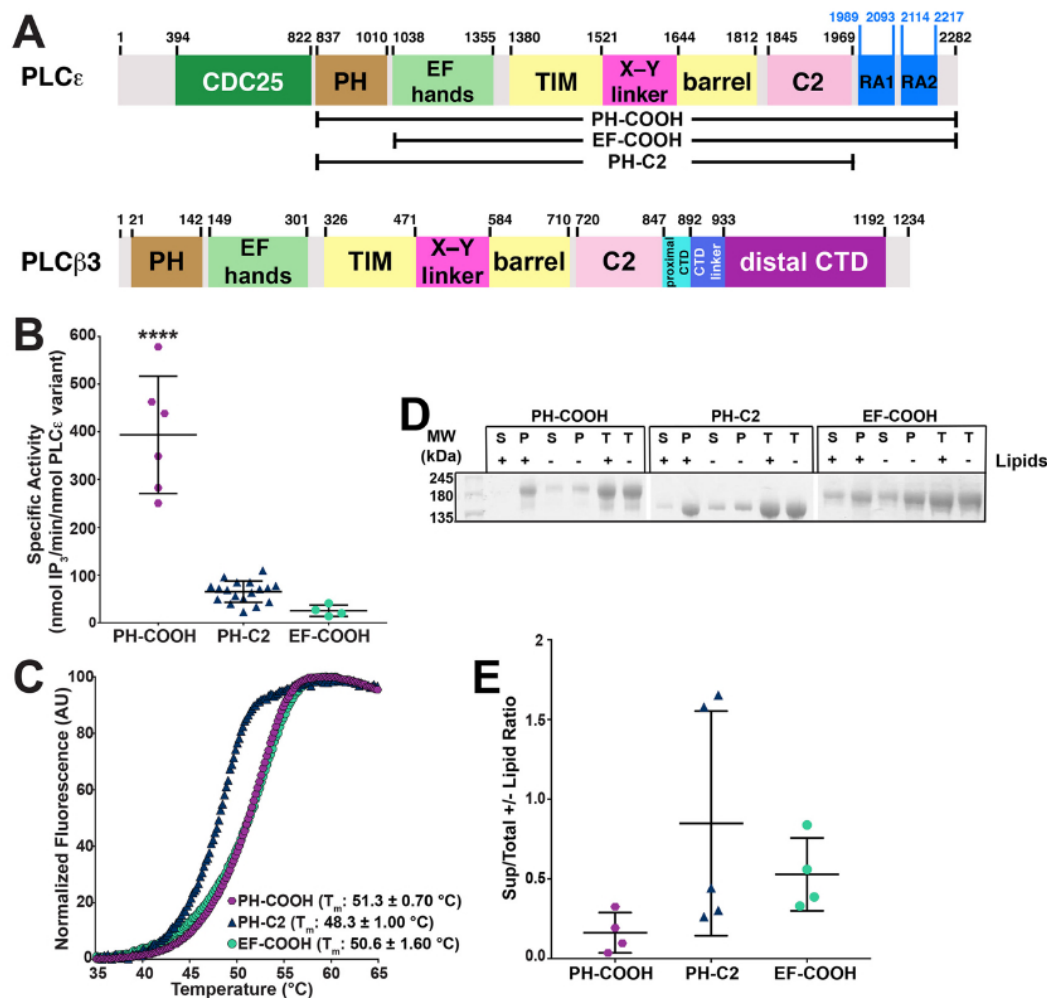 A
1989 2093 2114 2217
1 394 822 837 1010 1038 1355 1380 1521 1644 1812 1845 1969 2282
PLCε CDC25 PH EF hands TIM X–Y linker barrel C2 RA1 RA2
PH-COOH
EF-COOH
PH-C2
1 21 142 149 301 326 471 584 710 720 847 892 933 1192 1234
PLCβ3 PH EF hands TIM X–Y linker barrel C2 proximal CTD CTD linker distal CTD
B
Specific Activity
(nmol IP₃/min/nmol PLCε variant)
600
500
400
300
200
100
0
****
PH-COOH PH-C2 EF-COOH
C
Normalized Fluorescence (AU)
100
80
60
40
20
0
PH-COOH (Tₘ: 51.3 ± 0.70 °C)
PH-C2 (Tₘ: 48.3 ± 1.00 °C)
EF-COOH (Tₘ: 50.6 ± 1.60 °C)
35 40 45 50 55 60 65
Temperature (°C)
D
PH-COOH PH-C2 EF-COOH
MW (kDa)
S P S P T T S P S P T T S P S P T T
+ + - - + - + + - - + - + + - - + - Lipids
245
180
135
E
Sup/Total +/- Lipid Ratio
2
1.5
1.0
0.5
0.0
PH-COOH PH-C2 EF-COOH